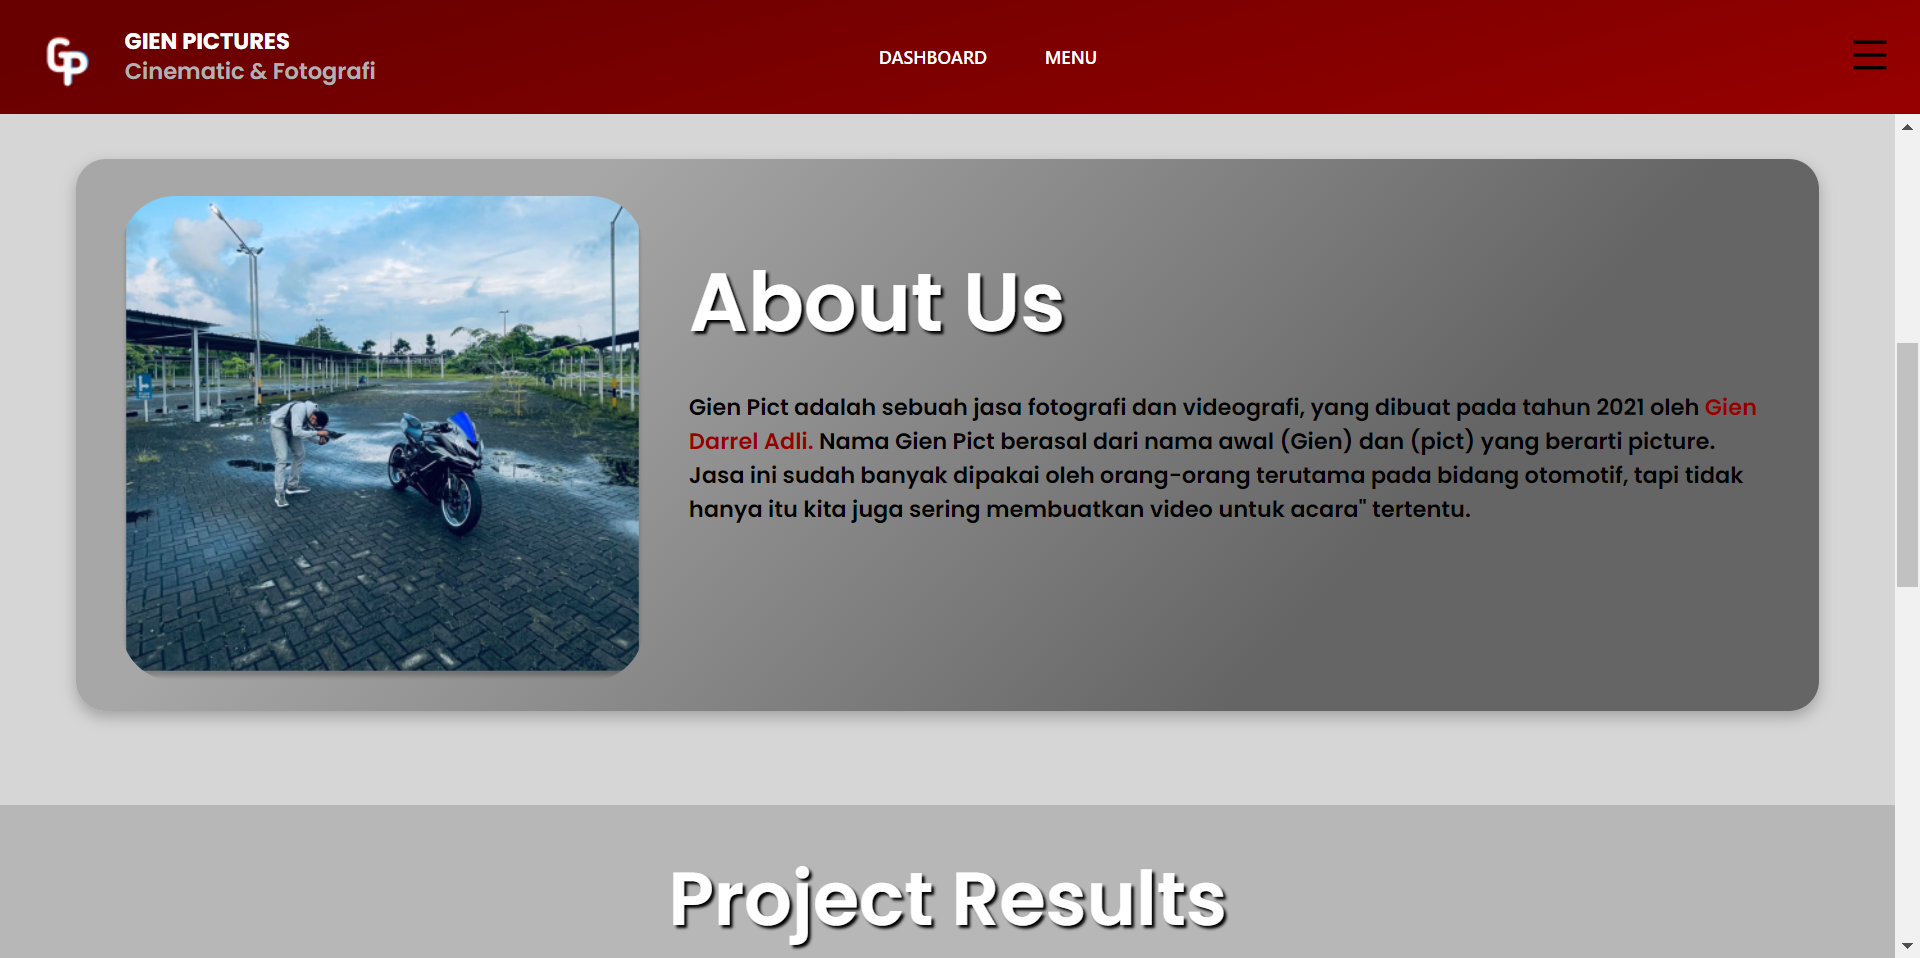 GP
GIEN PICTURES
Cinematic & Fotografi
DASHBOARD
MENU
About Us
Gien Pict adalah sebuah jasa fotografi dan videografi, yang dibuat pada tahun 2021 oleh Gien
Darrel Adli. Nama Gien Pict berasal dari nama awal (Gien) dan (pict) yang berarti picture.
Jasa ini sudah banyak dipakai oleh orang-orang terutama pada bidang otomotif, tapi tidak
hanya itu kita juga sering membuatkan video untuk acara" tertentu.
Project Results